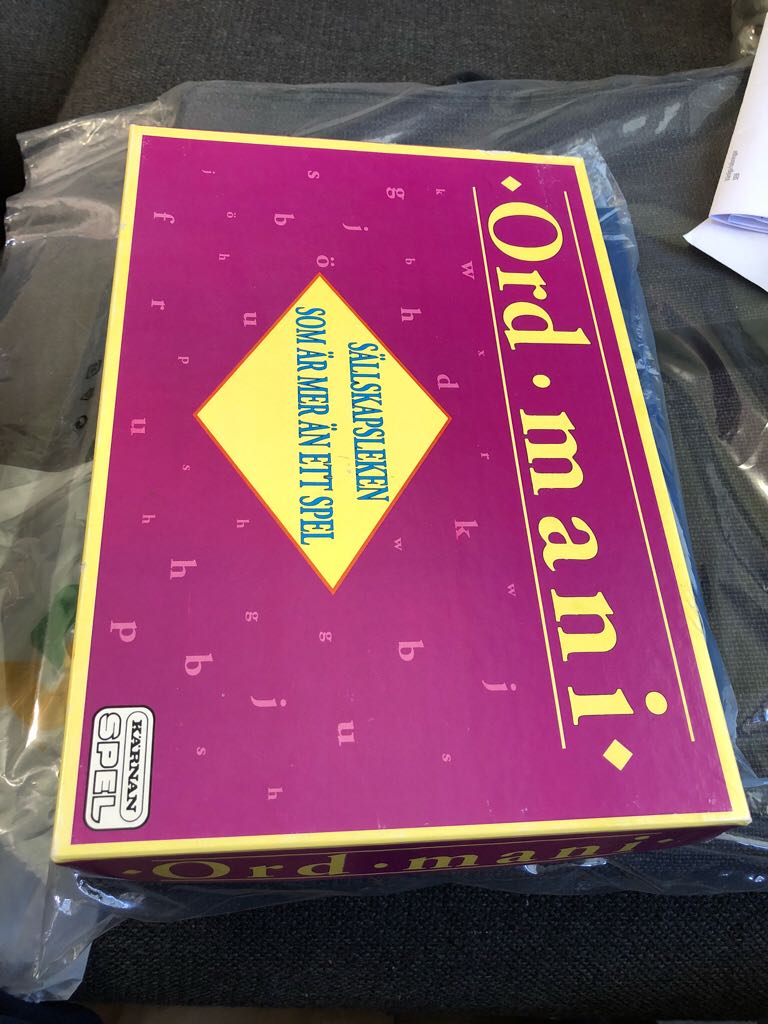 ·Ord·mani·
SÄLLSKAPSLEKEN
SOM ÄR MER ÄN ETT SPEL
k w x r k w j
g b h d w b s
s j ö g u
b u h g j h
j ö h p s h b s
f r u h p
KÄRNAN
SPEL
·Ord·mani·